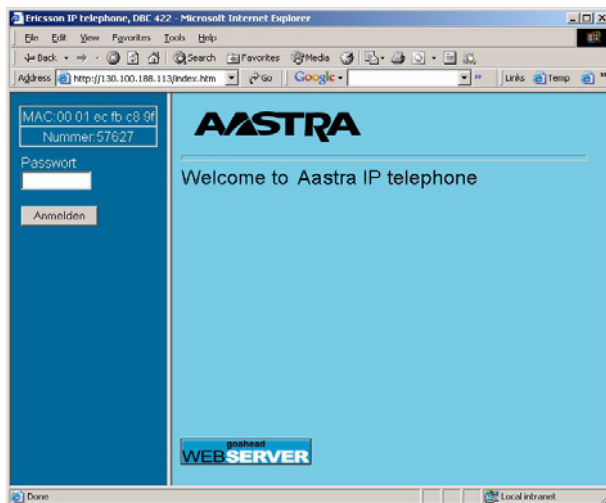 Ericsson IP telephone, DBC 422 - Microsoft Internet Explorer
File Edit View Favorites Tools Help
Back Search Favorites Media
Address http://130.100.188.113/index.htm Go Google Links Temp
MAC:00 01 ec fb c8 9f
Nummer:57627
Passwort
Anmelden
AASTRA
Welcome to Aastra IP telephone
goahead
WEBSERVER
Done Local intranet